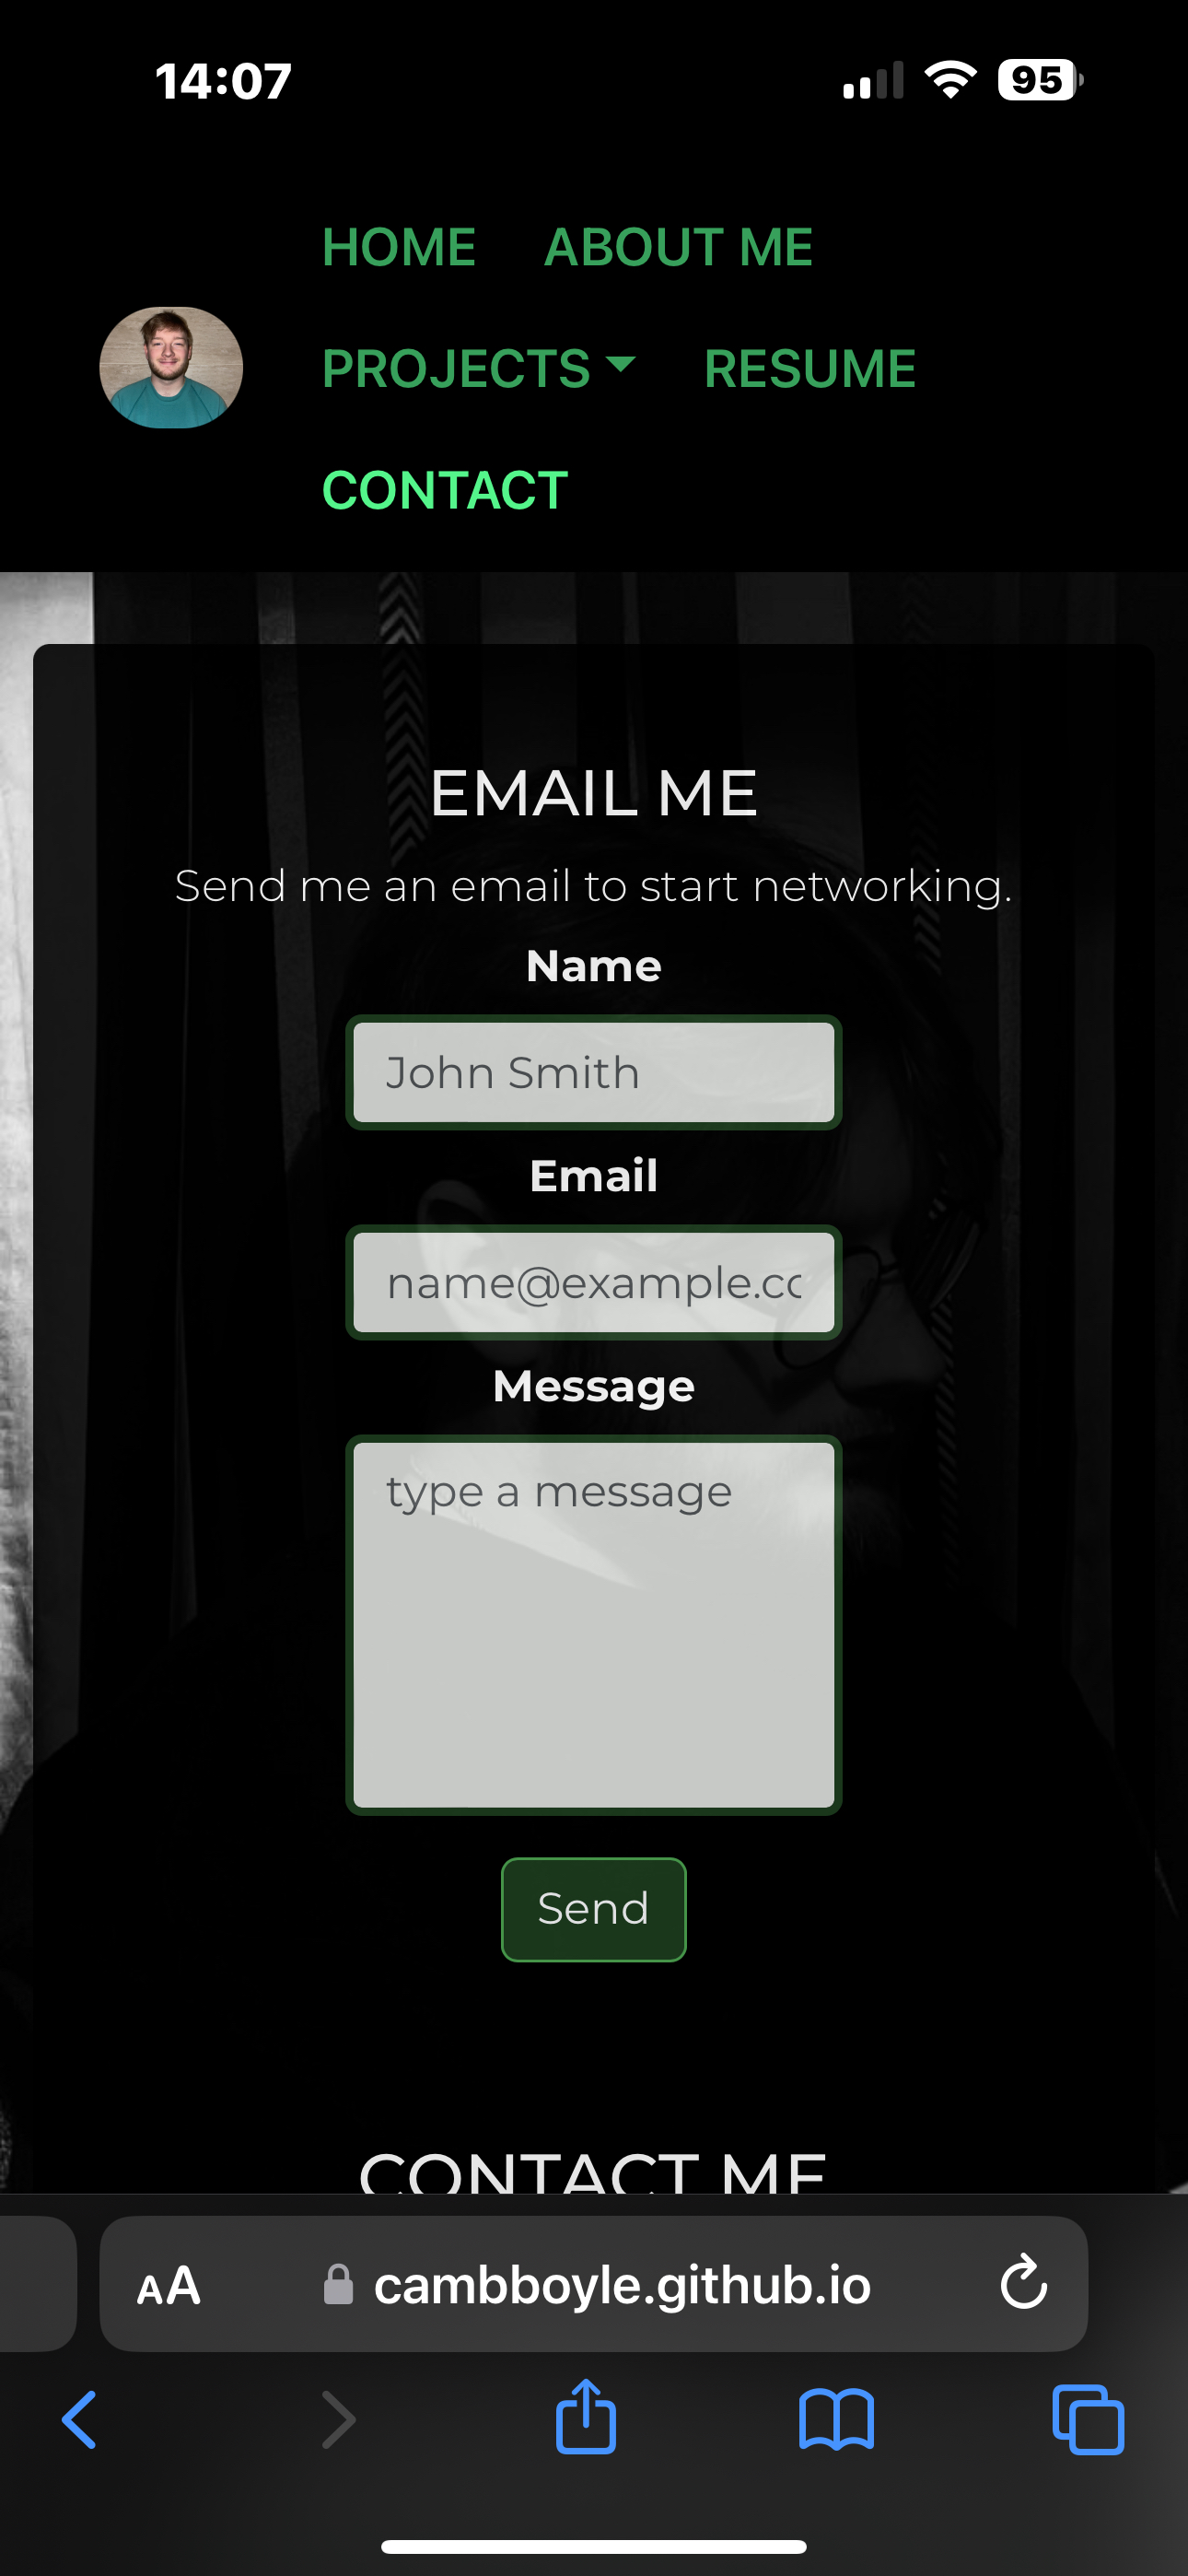 14:07 95
HOME ABOUT ME
PROJECTS RESUME
CONTACT
EMAIL ME
Send me an email to start networking.
Name
John Smith
Email
name@example.cc
Message
type a message
Send
CONTACT ME
AA cambboyle.github.io